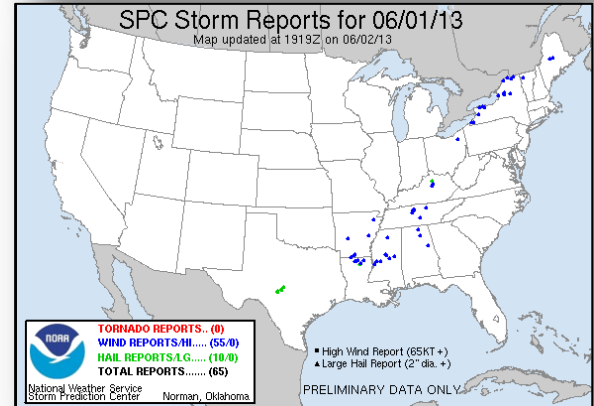 SPC Storm Reports for 06/01/13
Map updated at 1919Z on 06/02/13
NOAA
TORNADO REPORTS.. (0)
WIND REPORTS/HI..... (55/0)
HAIL REPORTS/LG..... (10/0)
TOTAL REPORTS....... (65)
National Weather Service
Storm Prediction Center Norman, Oklahoma
■ High Wind Report (65KT +)
▲ Large Hail Report (2" dia. +)
PRELIMINARY DATA ONLY